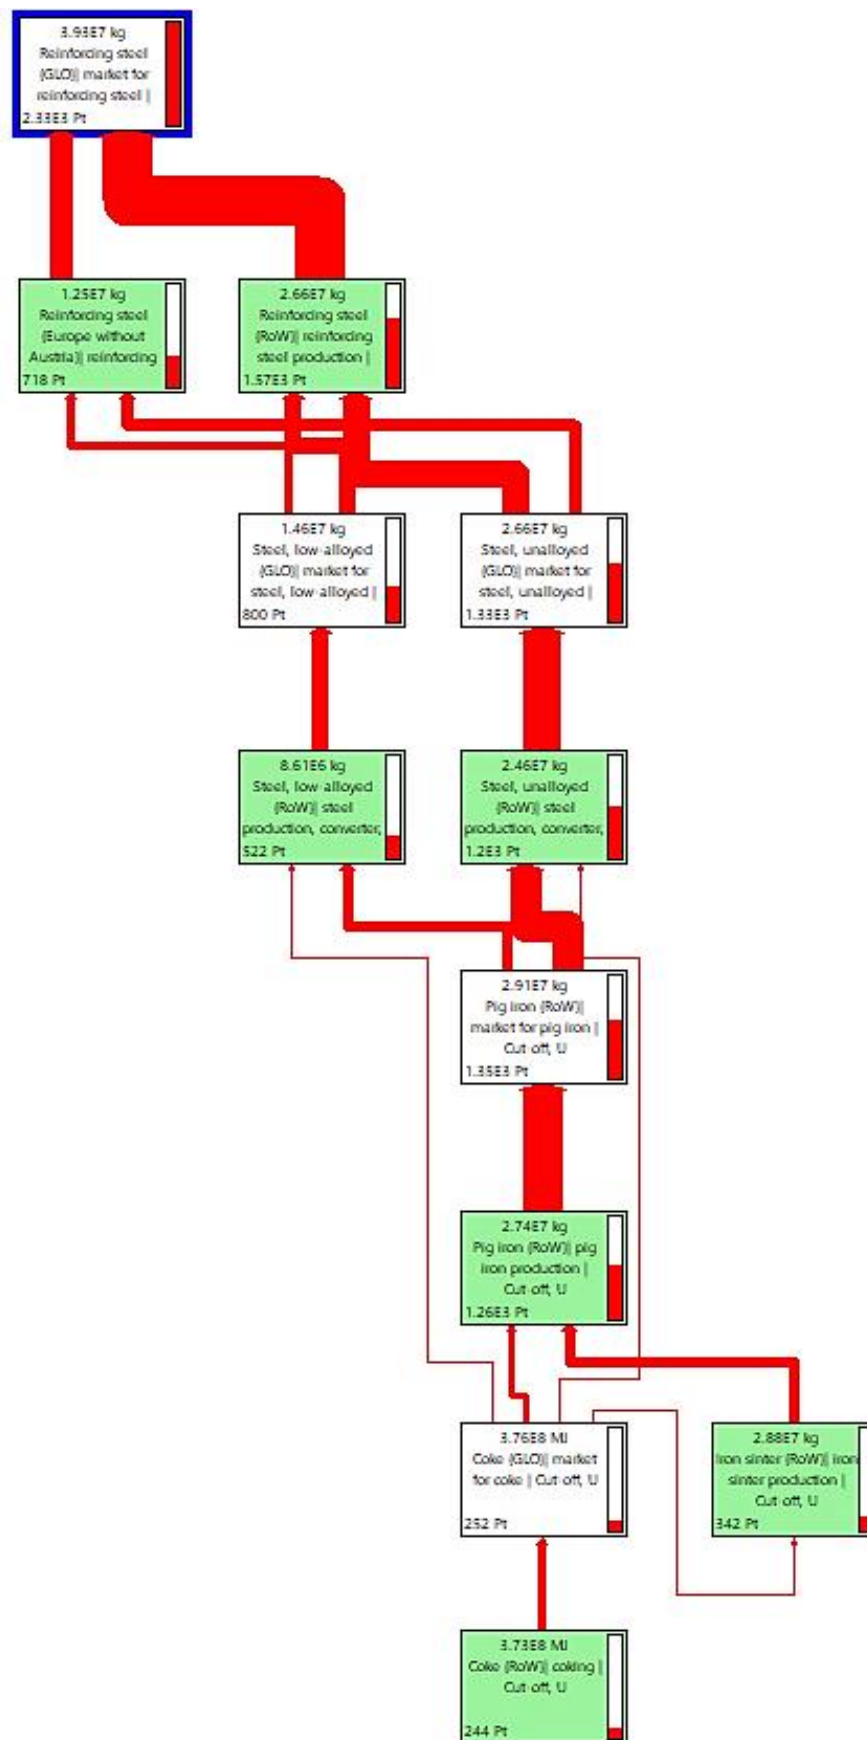 3.93E7 kg
Reinforcing steel
{GLO}| market for
reinforcing steel |
2.33E3 Pt
1.25E7 kg
Reinforcing steel
{Europe without
Austria}| reinforcing
718 Pt
2.66E7 kg
Reinforcing steel
{RoW}| reinforcing
steel production |
1.57E3 Pt
1.46E7 kg
Steel, low-alloyed
{GLO}| market for
steel, low-alloyed |
800 Pt
2.66E7 kg
Steel, unalloyed
{GLO}| market for
steel, unalloyed |
1.33E3 Pt
8.61E6 kg
Steel, low-alloyed
{RoW}| steel
production, converter,
522 Pt
2.46E7 kg
Steel, unalloyed
{RoW}| steel
production, converter,
1.2E3 Pt
2.91E7 kg
Pig iron {RoW}|
market for pig iron |
Cut-off, U
1.35E3 Pt
2.74E7 kg
Pig iron {RoW}| pig
iron production |
Cut-off, U
1.26E3 Pt
3.76E8 MJ
Coke {GLO}| market
for coke | Cut-off, U
252 Pt
2.88E7 kg
Iron sinter {RoW}| iron
sinter production |
Cut-off, U
342 Pt
3.73E8 MJ
Coke {RoW}| coking |
Cut-off, U
244 Pt